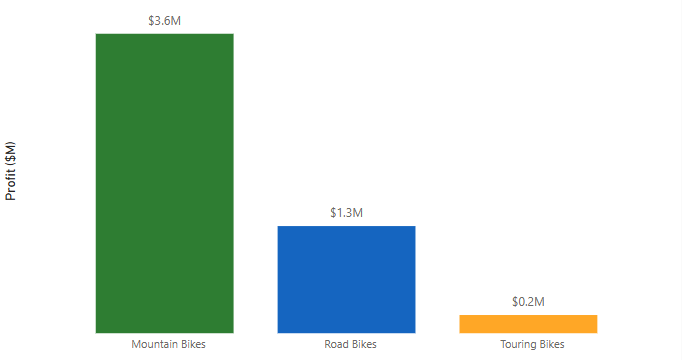 $3.6M
$1.3M
$0.2M
Profit ($M)
Mountain Bikes
Road Bikes
Touring Bikes